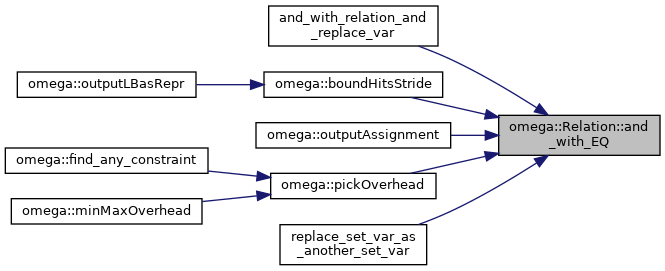 and_with_relation_and
_replace_var
omega::outputLBasRepr
omega::boundHitsStride
omega::Relation::and
_with_EQ
omega::outputAssignment
omega::find_any_constraint
omega::pickOverhead
omega::minMaxOverhead
replace_set_var_as
_another_set_var